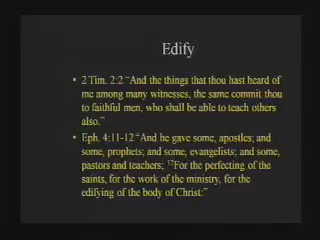 Edify
• 2 Tim. 2:2 “And the things that thou hast heard of
me among many witnesses, the same commit thou
to faithful men, who shall be able to teach others
also.”
• Eph. 4:11-12 “And he gave some, apostles; and
some, prophets; and some, evangelists; and some,
pastors and teachers; ¹²For the perfecting of the
saints, for the work of the ministry, for the
edifying of the body of Christ:”